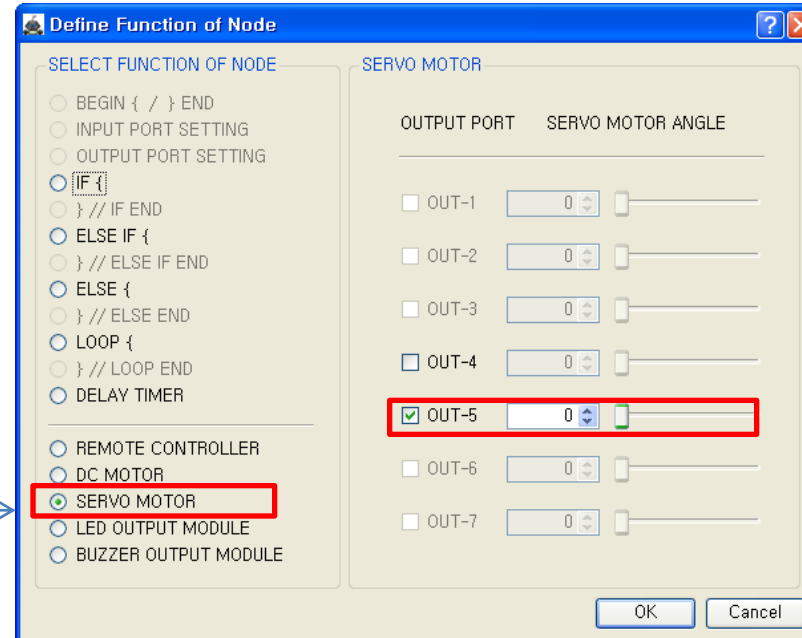 Define Function of Node
SELECT FUNCTION OF NODE
BEGIN { / } END
INPUT PORT SETTING
OUTPUT PORT SETTING
IF {
} // IF END
ELSE IF {
} // ELSE IF END
ELSE {
} // ELSE END
LOOP {
} // LOOP END
DELAY TIMER
REMOTE CONTROLLER
DC MOTOR
SERVO MOTOR
LED OUTPUT MODULE
BUZZER OUTPUT MODULE
SERVO MOTOR
OUTPUT PORT SERVO MOTOR ANGLE
OUT-1 0
OUT-2 0
OUT-3 0
OUT-4 0
OUT-5 0
OUT-6 0
OUT-7 0
OK Cancel